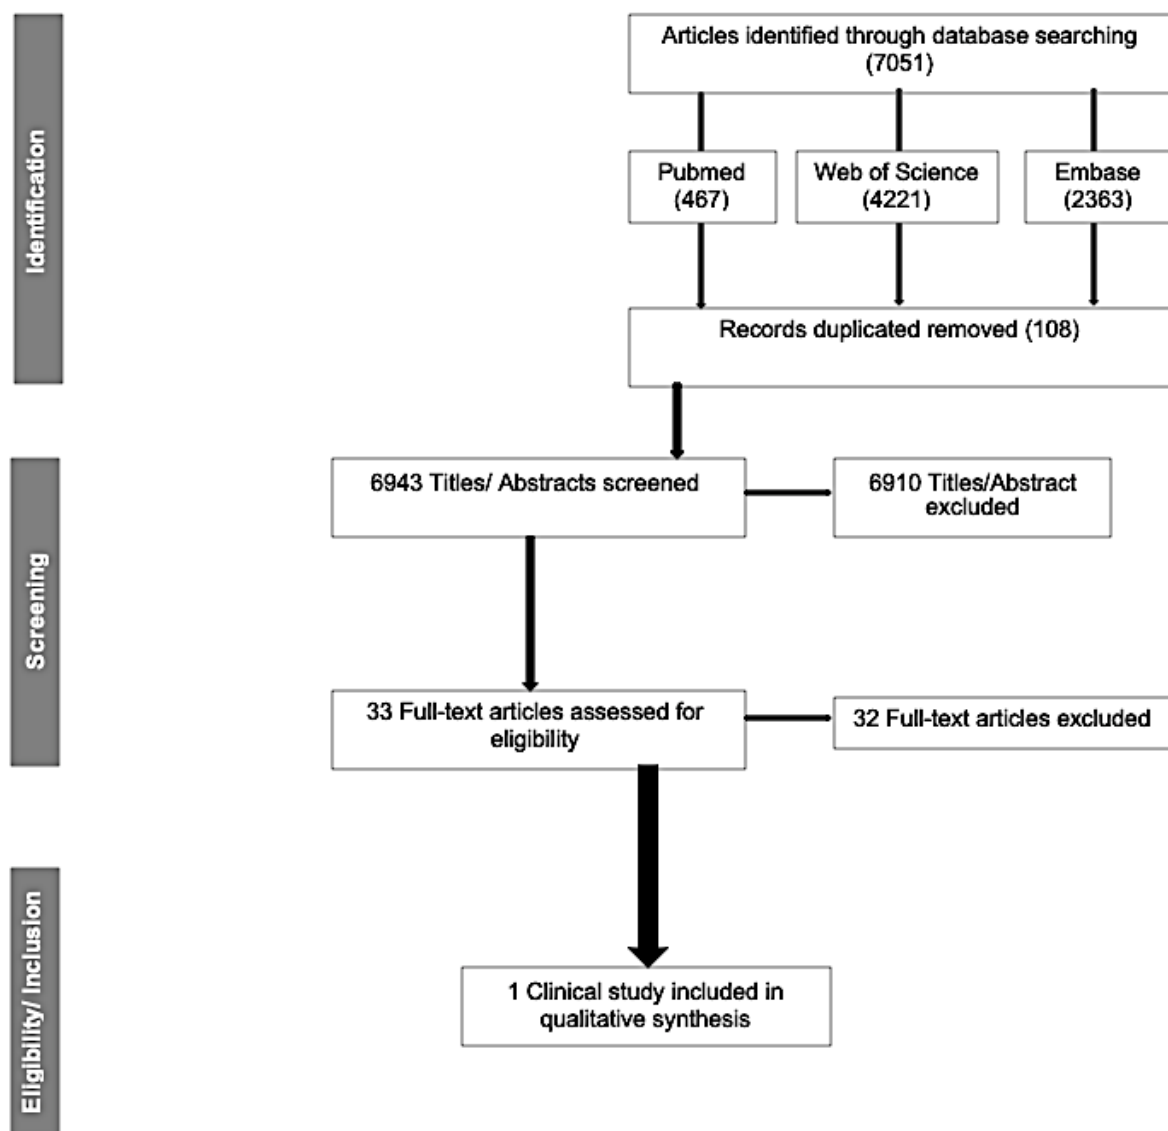 Identification
Articles identified through database searching
(7051)
Pubmed
(467)
Web of Science
(4221)
Embase
(2363)
Records duplicated removed (108)
Screening
6943 Titles/ Abstracts screened
6910 Titles/Abstract
excluded
33 Full-text articles assessed for
eligibility
32 Full-text articles excluded
Eligibility/ Inclusion
1 Clinical study included in
qualitative synthesis